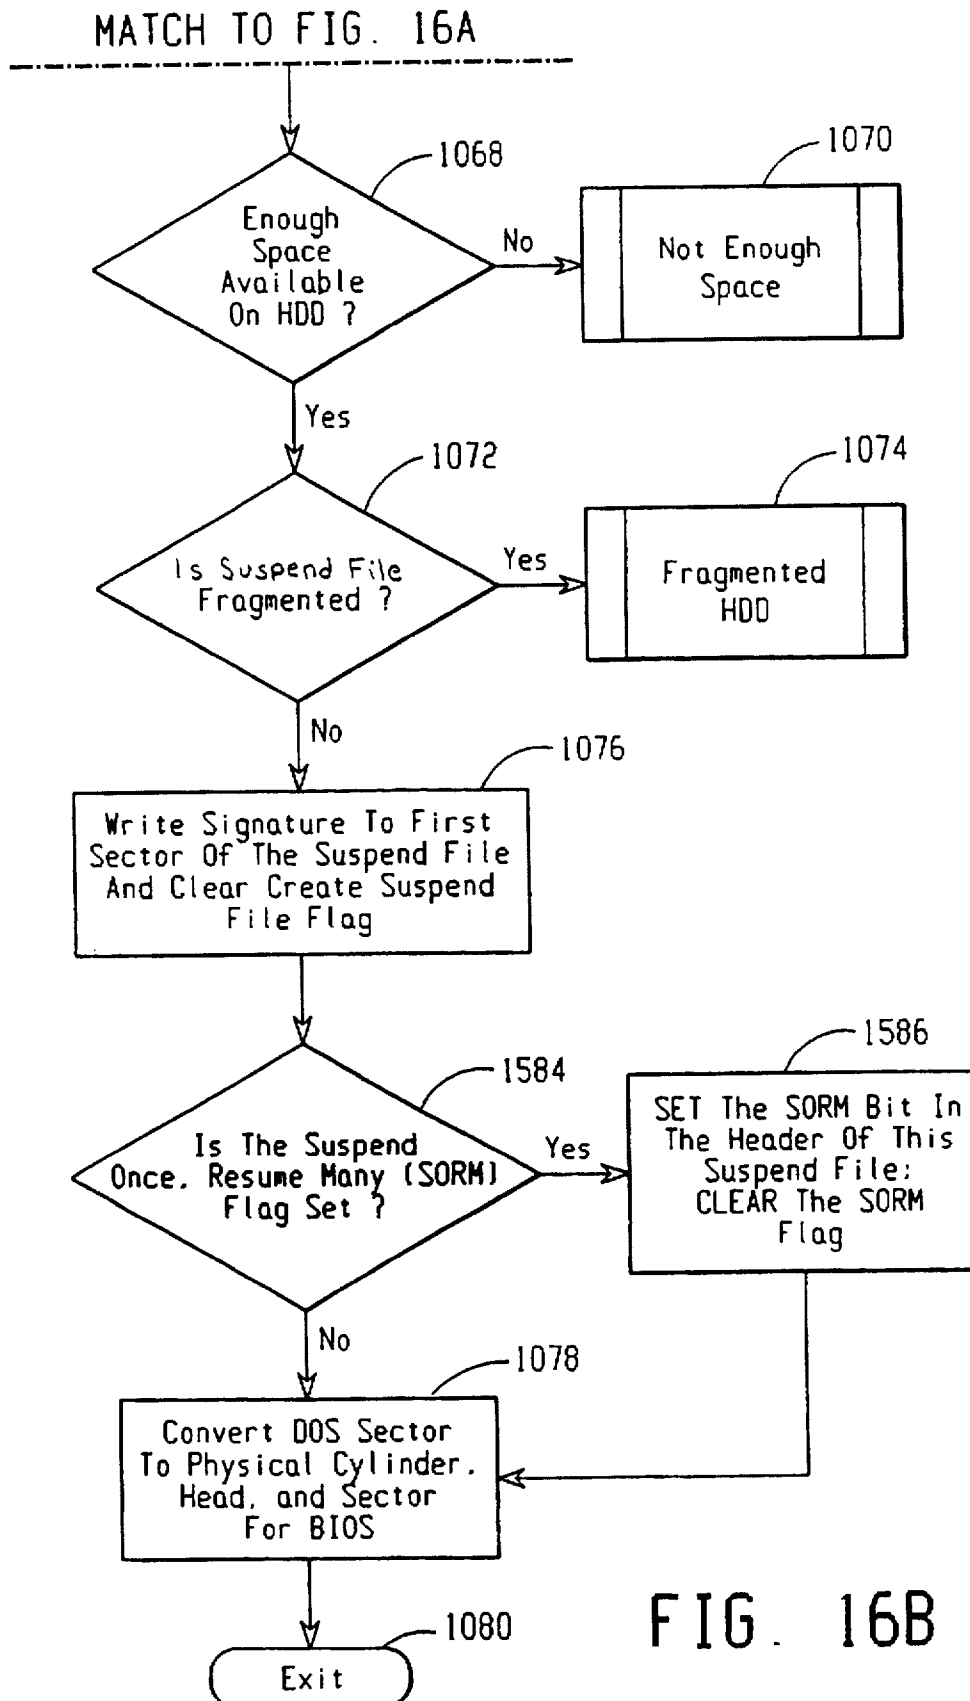 MATCH TO FIG. 16A
1068
Enough
Space
Available
On HDD ?
No
1070
Not Enough
Space
Yes
1072
Is Suspend File
Fragmented ?
Yes
1074
Fragmented
HDD
No
1076
Write Signature To First
Sector Of The Suspend File
And Clear Create Suspend
File Flag
1584
Is The Suspend
Once, Resume Many (SORM)
Flag Set ?
Yes
1586
SET The SORM Bit In
The Header Of This
Suspend File;
CLEAR The SORM
Flag
No
1078
Convert DOS Sector
To Physical Cylinder,
Head, and Sector
For BIOS
1080
Exit
FIG. 16B